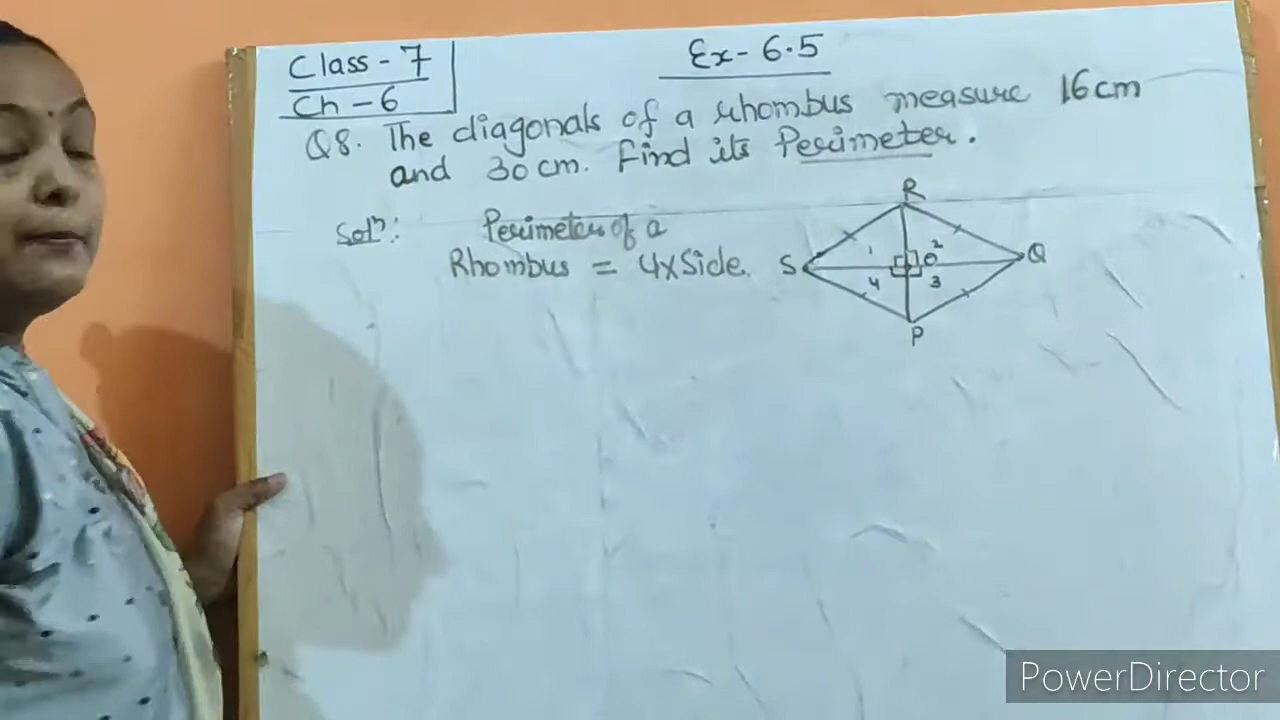 Class - 7
Ch - 6
Ex - 6.5
Q8. The diagonals of a rhombus measure 16cm
and 30cm. Find its Perimeter.
Solⁿ:
Perimeter of a
Rhombus = 4xSide.
R
S
Q
P
O
1
2
3
4
PowerDirector